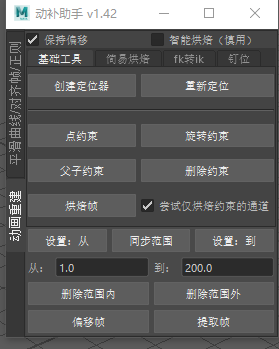 动补助手 v1.42
保持偏移 智能烘焙（慎用）
基础工具 简易烘焙 fk转ik 钉位
创建定位器 重新定位
点约束 旋转约束
父子约束 删除约束
烘焙帧 尝试仅烘焙约束的通道
设置：从 同步范围 设置：到
从： 1.0 到： 200.0
删除范围内 删除范围外
偏移帧 提取帧
平滑曲线/对齐帧/正网
动画重建